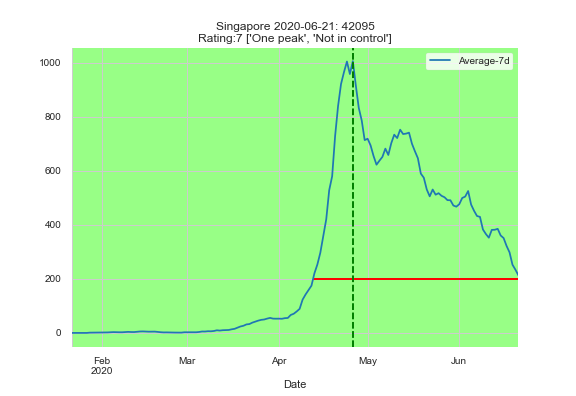 Singapore 2020-06-21: 42095
Rating:7 ['One peak', 'Not in control']
Average-7d
1000
800
600
400
200
0
Feb
2020
Mar
Apr
May
Jun
Date